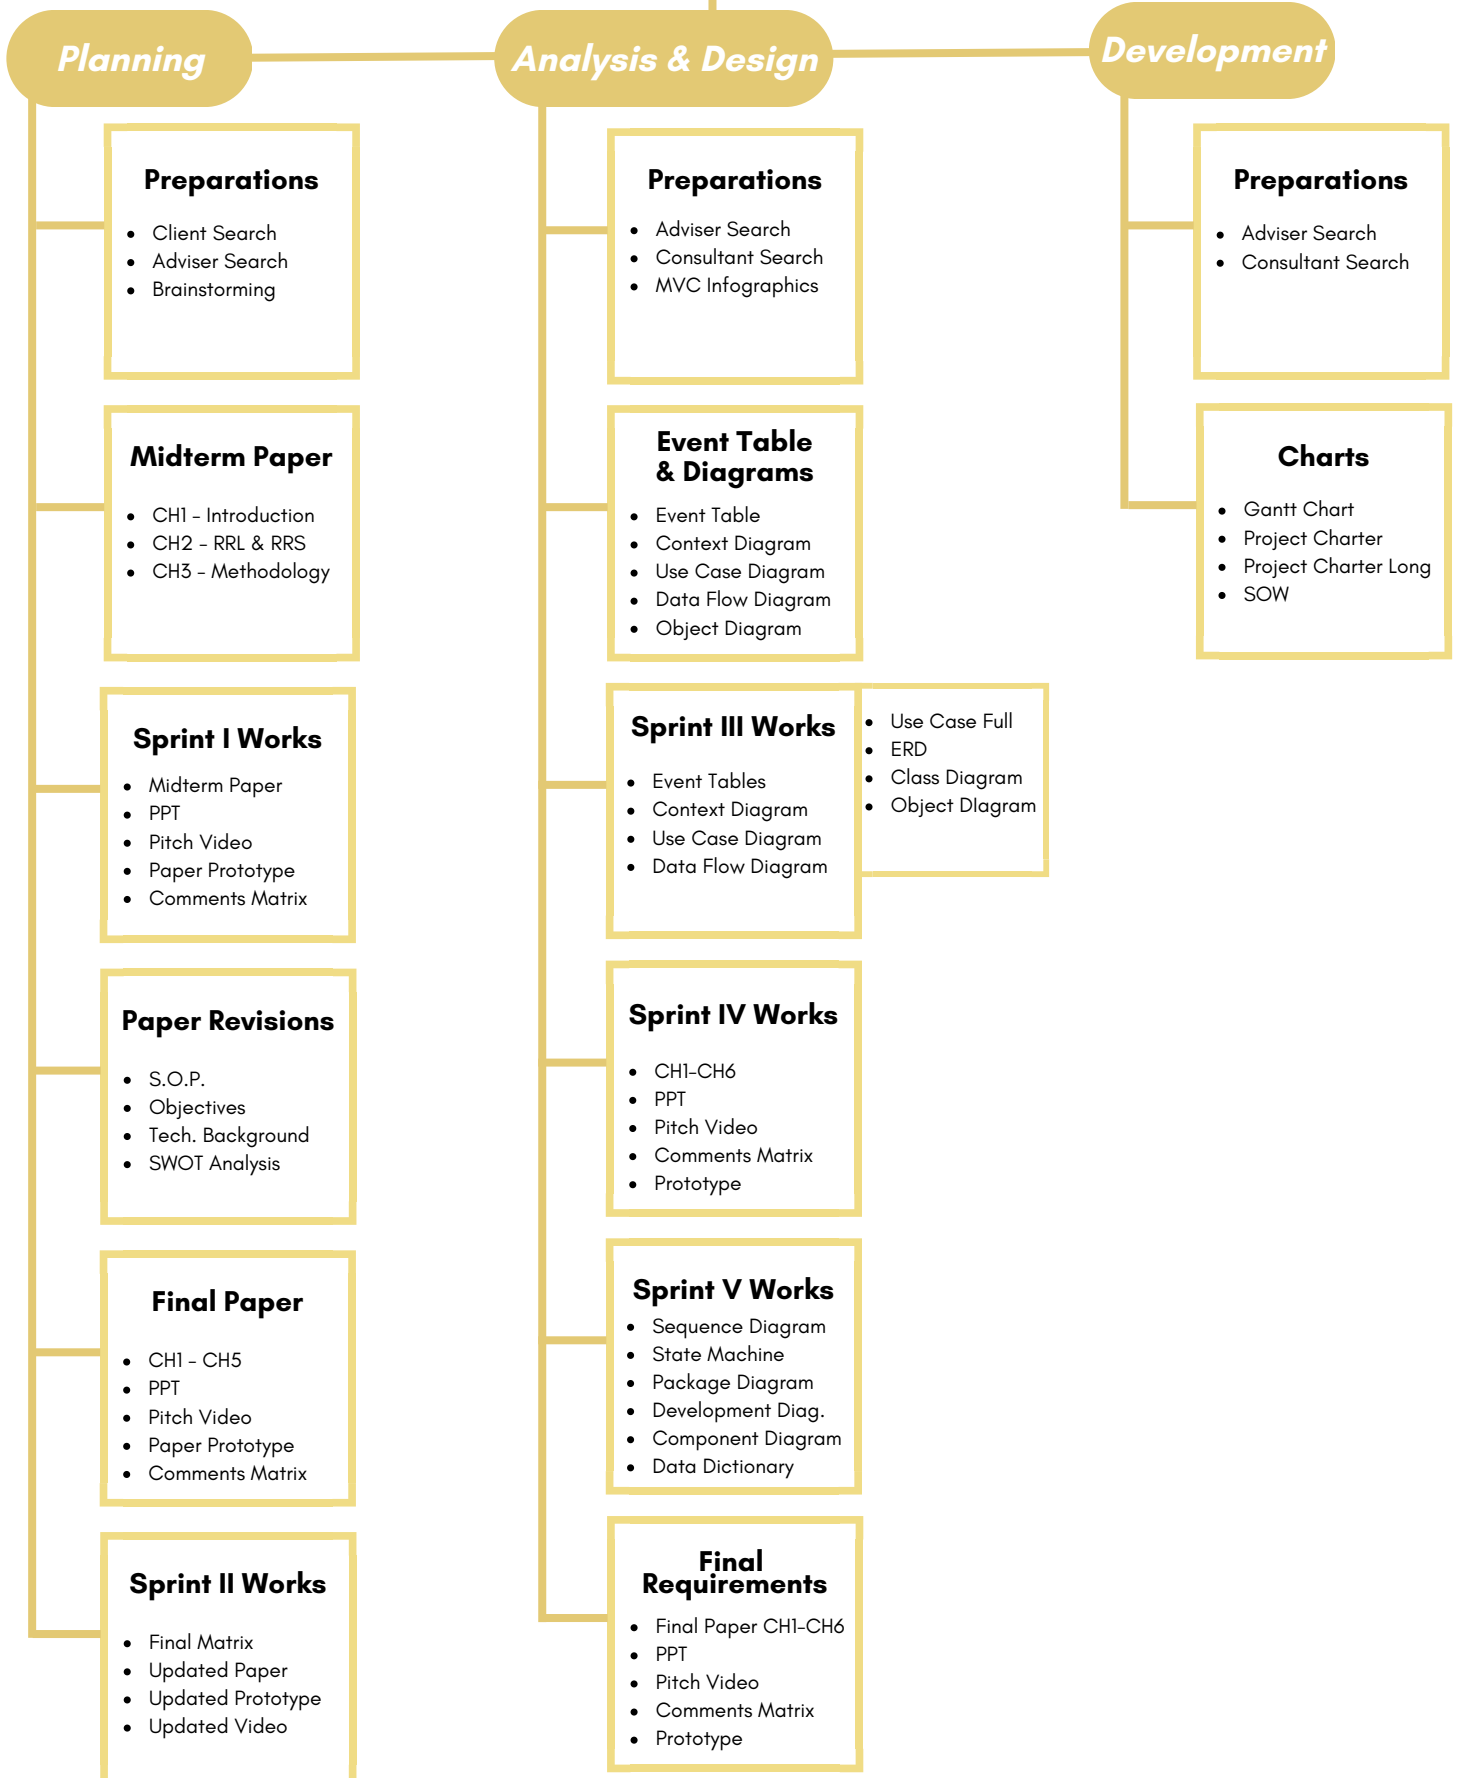 Planning
Analysis & Design
Development
Preparations
Client Search
Adviser Search
Brainstorming
Midterm Paper
CH1 - Introduction
CH2 - RRL & RRS
CH3 - Methodology
Sprint I Works
Midterm Paper
PPT
Pitch Video
Paper Prototype
Comments Matrix
Paper Revisions
S.O.P.
Objectives
Tech. Background
SWOT Analysis
Final Paper
CH1 - CH5
PPT
Pitch Video
Paper Prototype
Comments Matrix
Sprint II Works
Final Matrix
Updated Paper
Updated Prototype
Updated Video
Preparations
Adviser Search
Consultant Search
MVC Infographics
Event Table
& Diagrams
Event Table
Context Diagram
Use Case Diagram
Data Flow Diagram
Object Diagram
Sprint III Works
Event Tables
Context Diagram
Use Case Diagram
Data Flow Diagram
Use Case Full
ERD
Class Diagram
Object DIagram
Sprint IV Works
CH1-CH6
PPT
Pitch Video
Comments Matrix
Prototype
Sprint V Works
Sequence Diagram
State Machine
Package Diagram
Development Diag.
Component Diagram
Data Dictionary
Final
Requirements
Final Paper CH1-CH6
PPT
Pitch Video
Comments Matrix
Prototype
Preparations
Adviser Search
Consultant Search
Charts
Gantt Chart
Project Charter
Project Charter Long
SOW